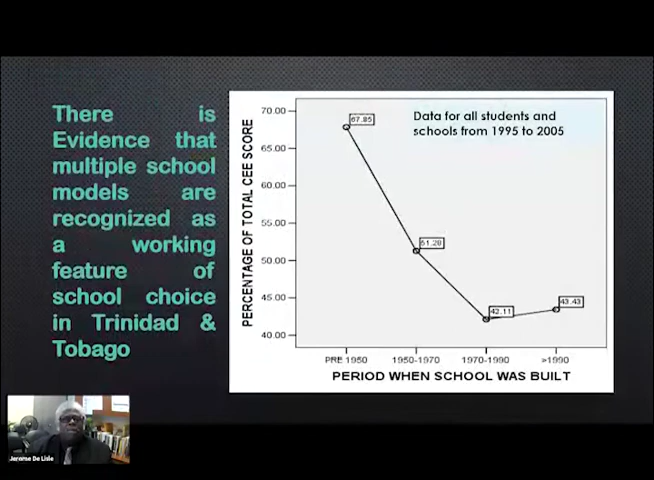 There is
Evidence that
multiple school
models are
recognized as
a working
feature of
school choice
in Trinidad &
Tobago
PERCENTAGE OF TOTAL CEE SCORE
70.00
65.00
60.00
55.00
50.00
45.00
40.00
Data for all students and
schools from 1995 to 2005
67.85
51.28
42.11
43.43
PRE 1950
1950-1970
1970-1990
>1990
PERIOD WHEN SCHOOL WAS BUILT
Jerome De Lisle